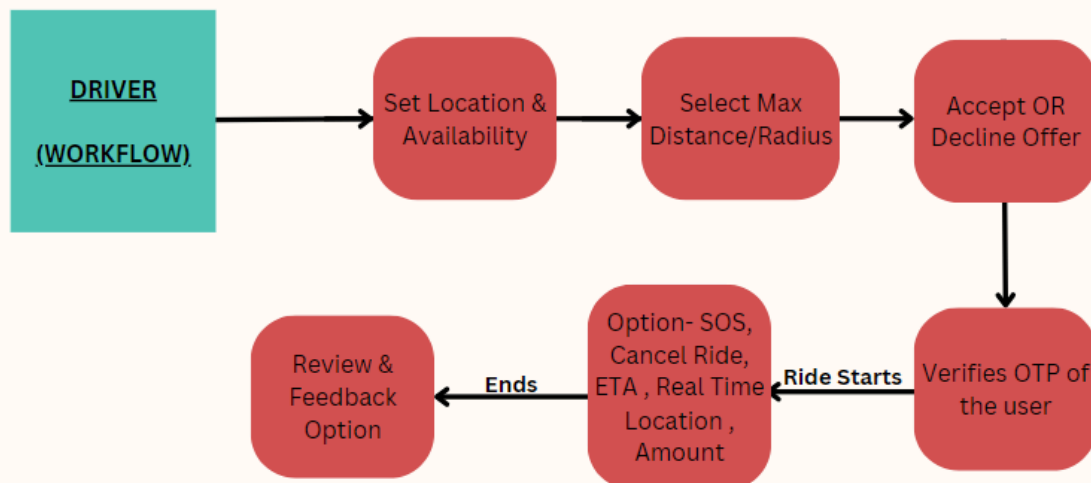 DRIVER
(WORKFLOW)
Set Location &
Availability
Select Max
Distance/Radius
Accept OR
Decline Offer
Verifies OTP of
the user
Ride Starts
Option- SOS,
Cancel Ride,
ETA , Real Time
Location ,
Amount
Ends
Review &
Feedback
Option